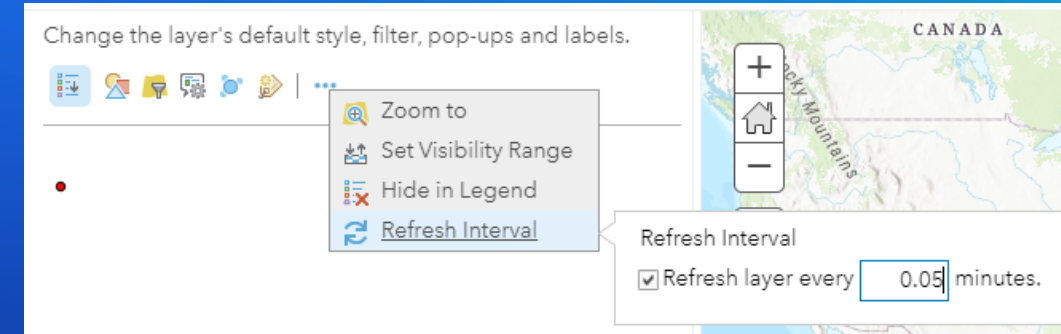 Change the layer's default style, filter, pop-ups and labels.
CANADA
Rocky Mountains
Zoom to
Set Visibility Range
Hide in Legend
Refresh Interval
Refresh Interval
Refresh layer every 0.05 minutes.